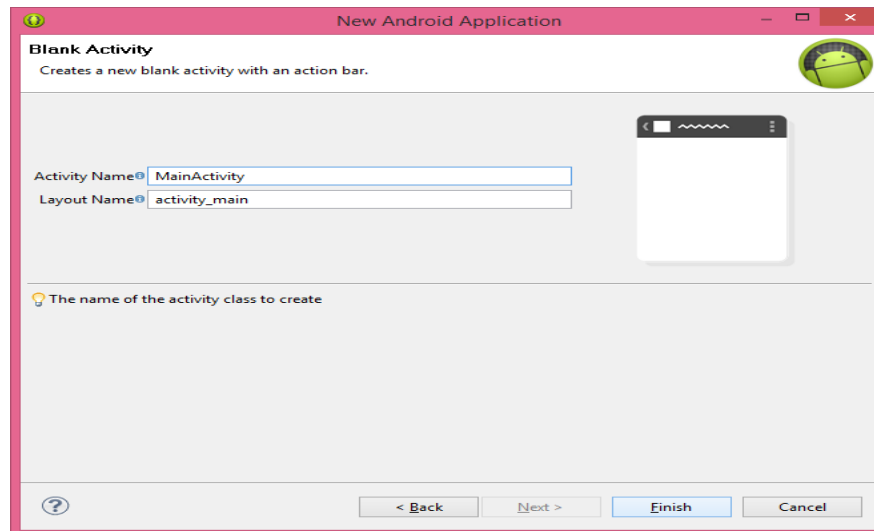 New Android Application
Blank Activity
Creates a new blank activity with an action bar.
Activity Name MainActivity
Layout Name activity_main
The name of the activity class to create
< Back Next > Finish Cancel